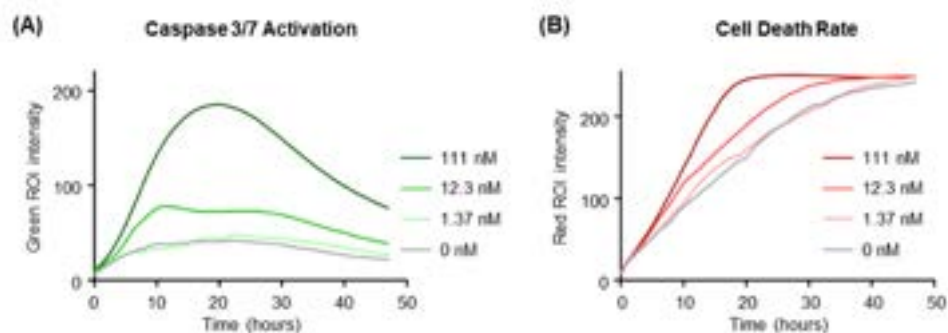 (A) Caspase 3/7 Activation
Green ROI intensity
200
100
0
0 10 20 30 40 50
Time (hours)
111 nM
12.3 nM
1.37 nM
0 nM
(B) Cell Death Rate
Red ROI intensity
200
100
0
0 10 20 30 40 50
Time (hours)
111 nM
12.3 nM
1.37 nM
0 nM